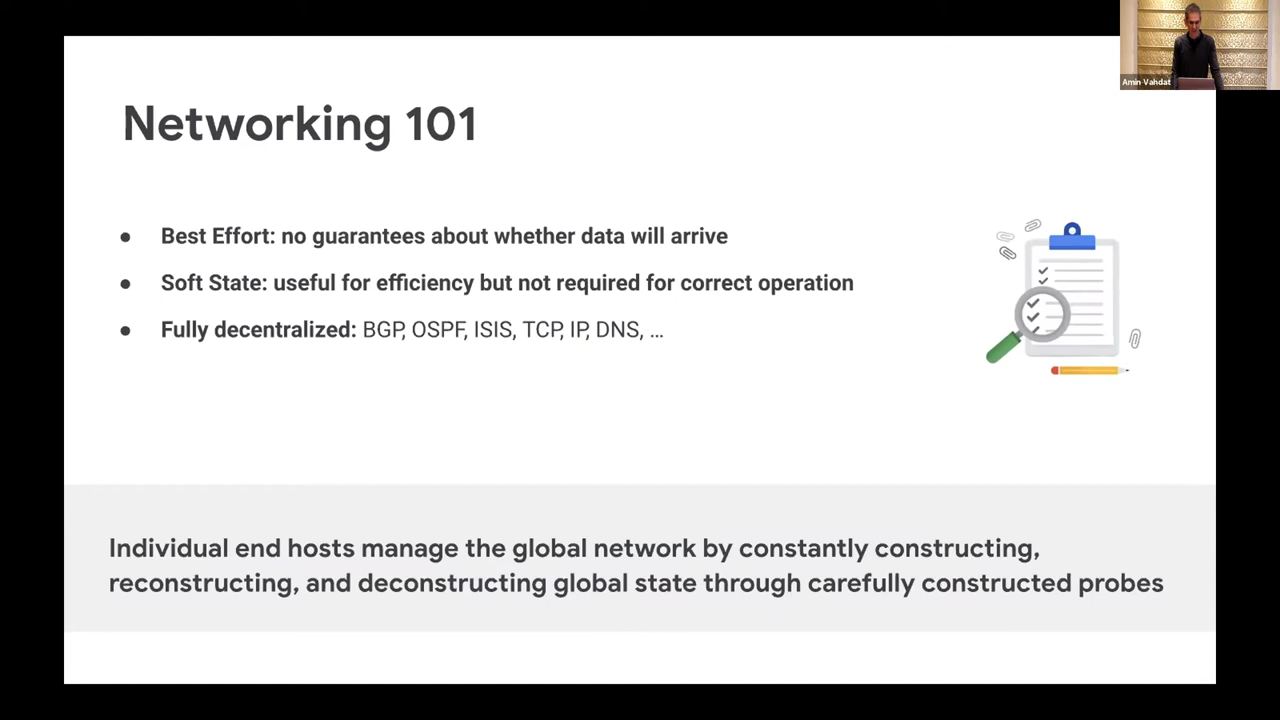 Amin Vahdat
Networking 101
● Best Effort: no guarantees about whether data will arrive
● Soft State: useful for efficiency but not required for correct operation
● Fully decentralized: BGP, OSPF, ISIS, TCP, IP, DNS, ...
Individual end hosts manage the global network by constantly constructing,
reconstructing, and deconstructing global state through carefully constructed probes